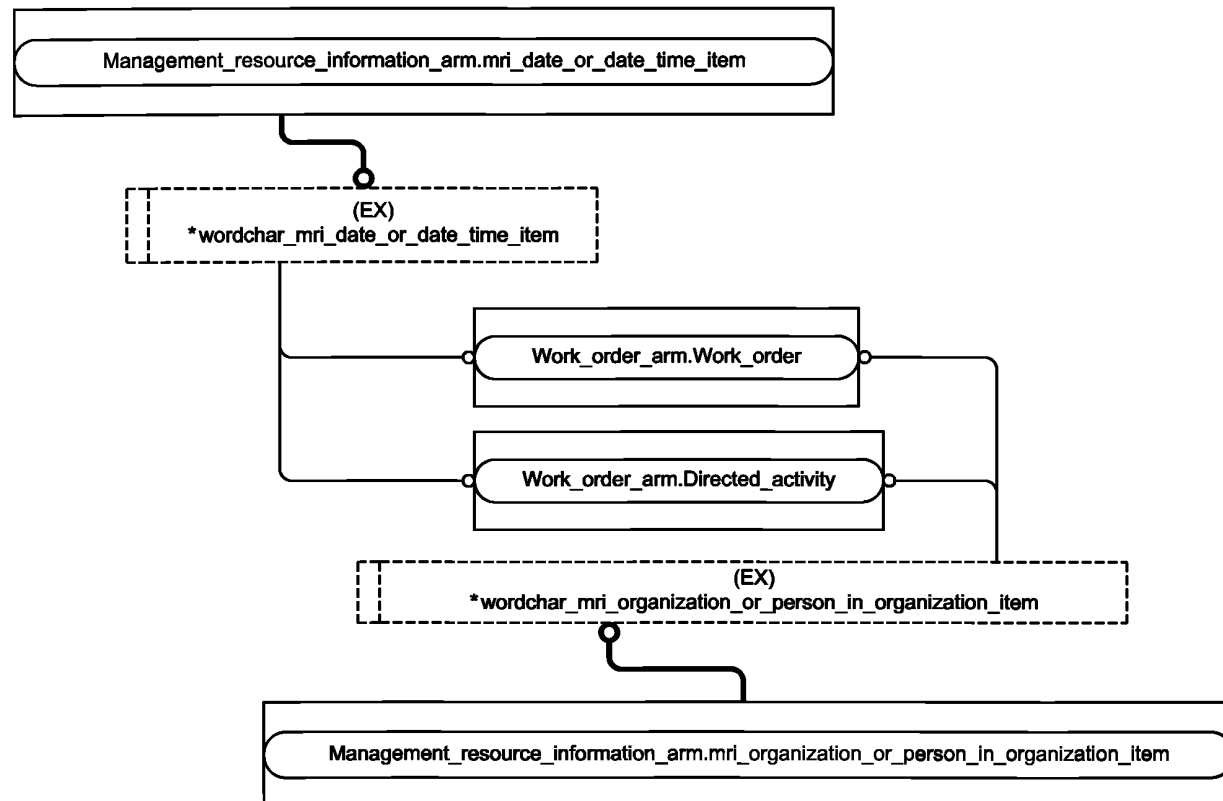 Management_resource_information_arm.mri_date_or_date_time_item
(EX)
*wordchar_mri_date_or_date_time_item
Work_order_arm.Work_order
Work_order_arm.Directed_activity
(EX)
*wordchar_mri_organization_or_person_in_organization_item
Management_resource_information_arm.mri_organization_or_person_in_organization_item